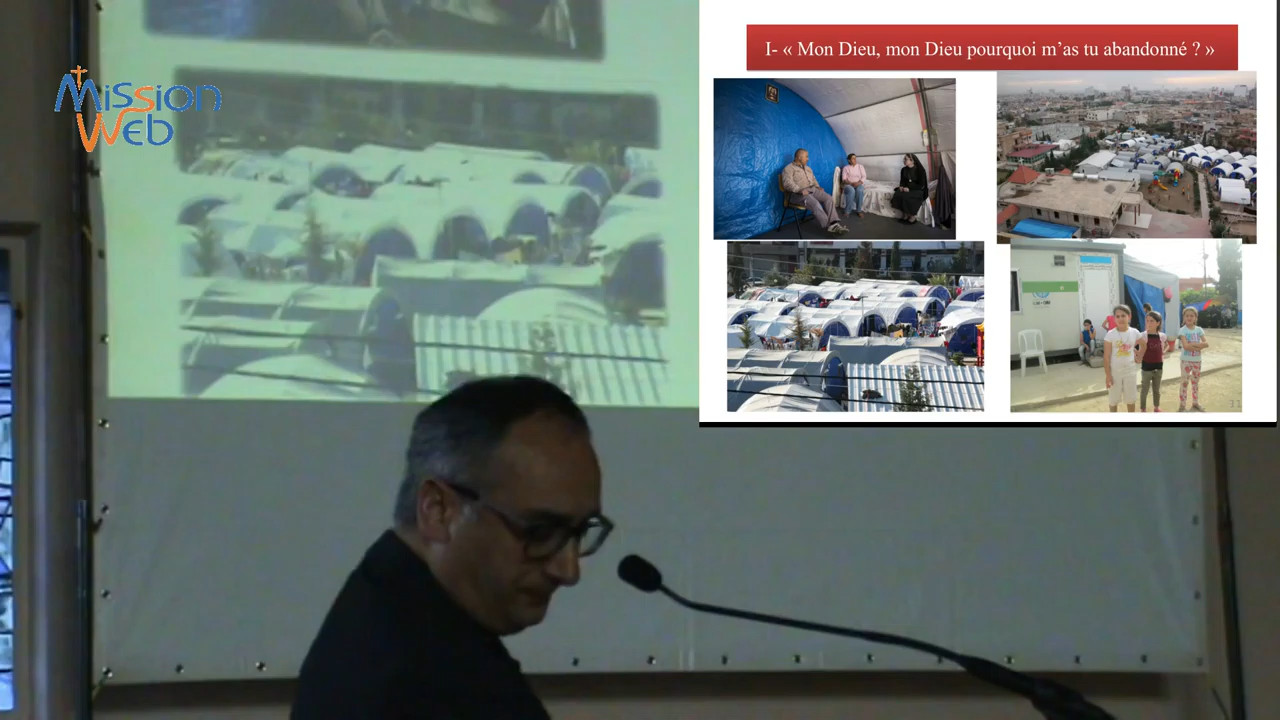 Mission
Web
I- « Mon Dieu, mon Dieu pourquoi m’as tu abandonné ? »